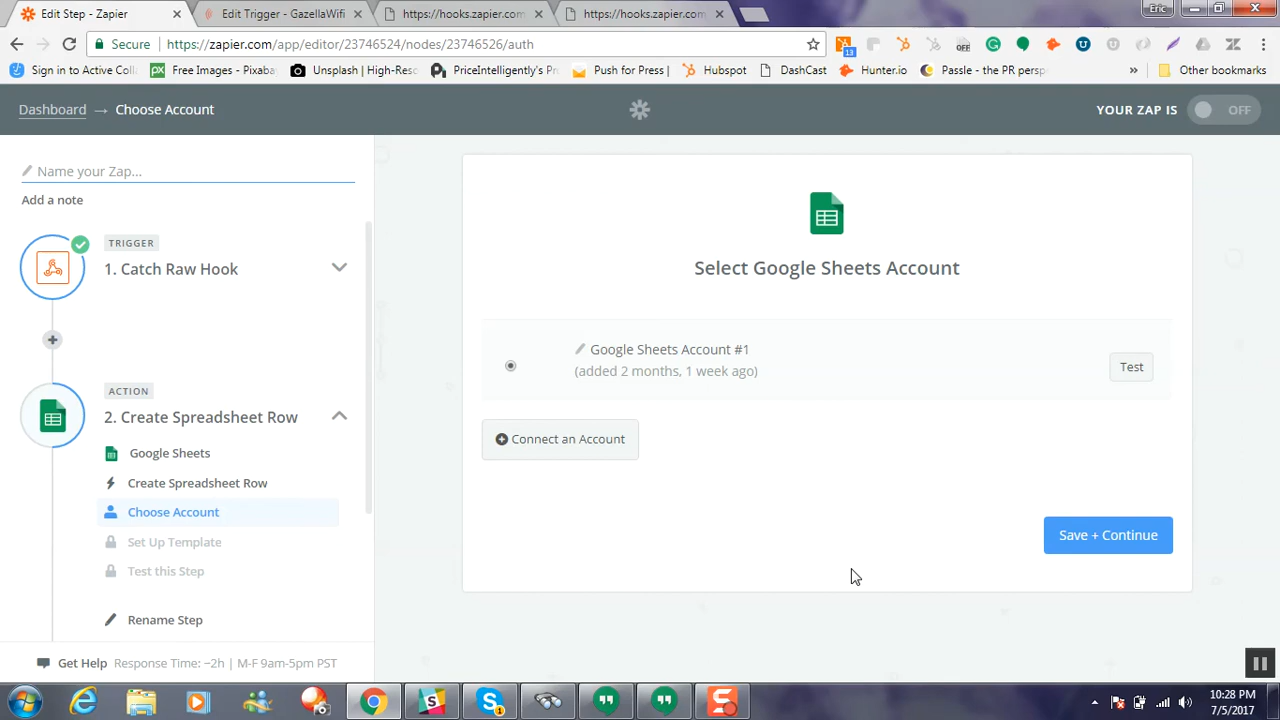 Edit Step - Zapier
Edit Trigger - GazellaWifi
https://hooks.zapier.com
https://hooks.zapier.com
Eric
Secure
https://zapier.com/app/editor/23746524/nodes/23746526/auth
OFF
13
Sign in to Active Coll
Free Images - Pixaba
Unsplash | High-Reso
PriceIntelligently's Pr
Push for Press |
Hubspot
DashCast
Hunter.io
Passle - the PR persp
»
Other bookmarks
Dashboard → Choose Account
YOUR ZAP IS
OFF
Name your Zap...
Add a note
TRIGGER
1. Catch Raw Hook
ACTION
2. Create Spreadsheet Row
Google Sheets
Create Spreadsheet Row
Choose Account
Set Up Template
Test this Step
Rename Step
Get Help Response Time: ~2h | M-F 9am-5pm PST
Select Google Sheets Account
Google Sheets Account #1
(added 2 months, 1 week ago)
Test
Connect an Account
Save + Continue
10:28 PM
7/5/2017